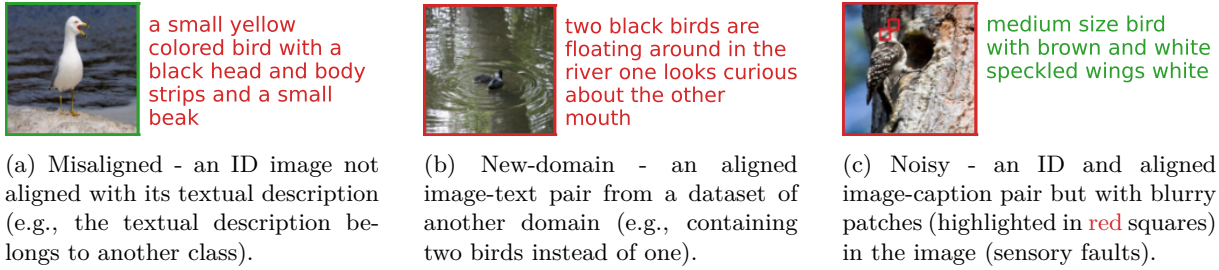 a small yellow
colored bird with a
black head and body
strips and a small
beak
(a) Misaligned - an ID image not
aligned with its textual description
(e.g., the textual description be-
longs to another class).
two black birds are
floating around in the
river one looks curious
about the other
mouth
(b) New-domain - an aligned
image-text pair from a dataset of
another domain (e.g., containing
two birds instead of one).
medium size bird
with brown and white
speckled wings white
(c) Noisy - an ID and aligned
image-caption pair but with blurry
patches (highlighted in red squares)
in the image (sensory faults).